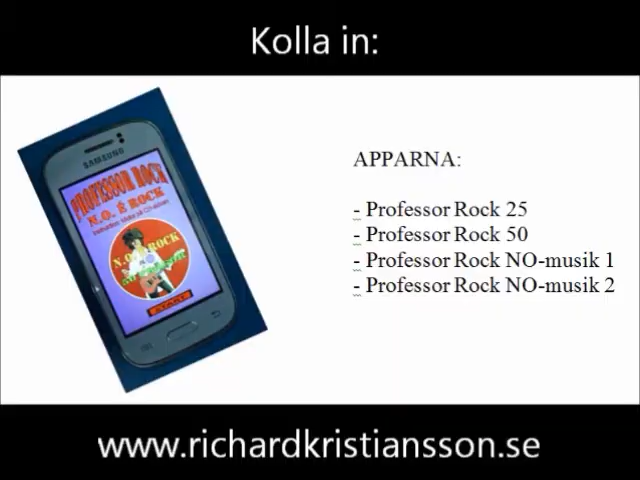 Kolla in:
SAMSUNG
PROFESSOR ROCK
N.O. È ROCK
N.O. ROCK
START
APPARNA:
- Professor Rock 25
- Professor Rock 50
- Professor Rock NO-musik 1
- Professor Rock NO-musik 2
www.richardkristiansson.se